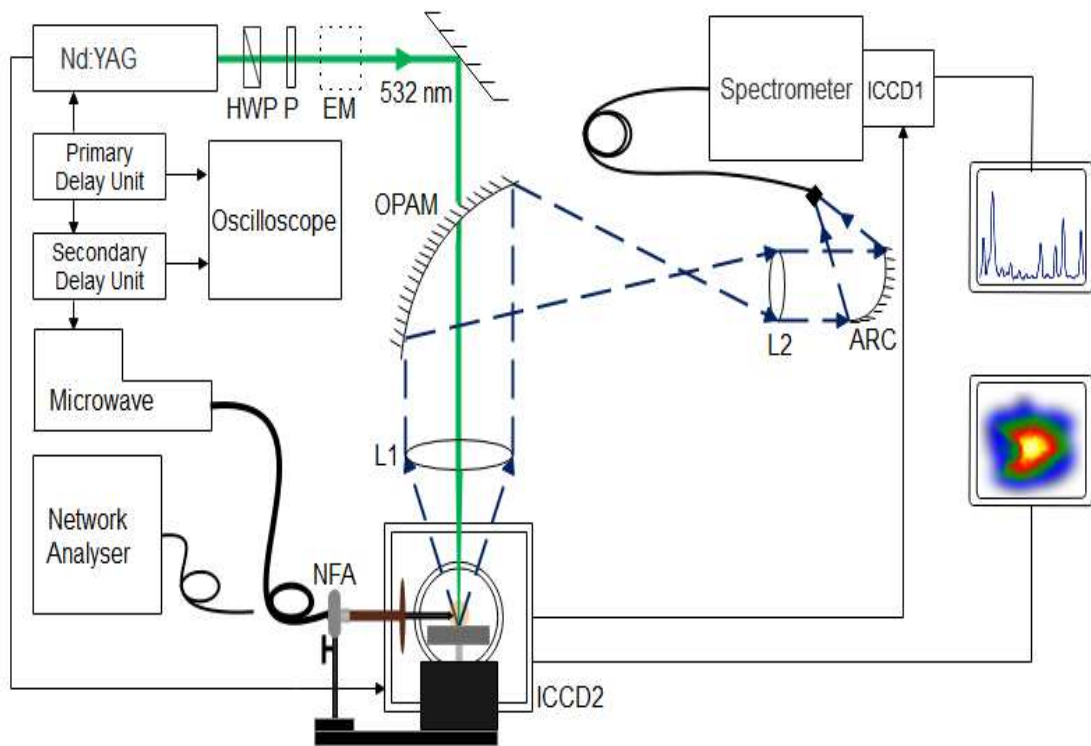 Nd:YAG
HWP P EM
532 nm
Spectrometer
ICCD1
Primary
Delay Unit
Oscilloscope
Secondary
Delay Unit
OPAM
L2
ARC
Microwave
L1
Network
Analyser
NFA
ICCD2